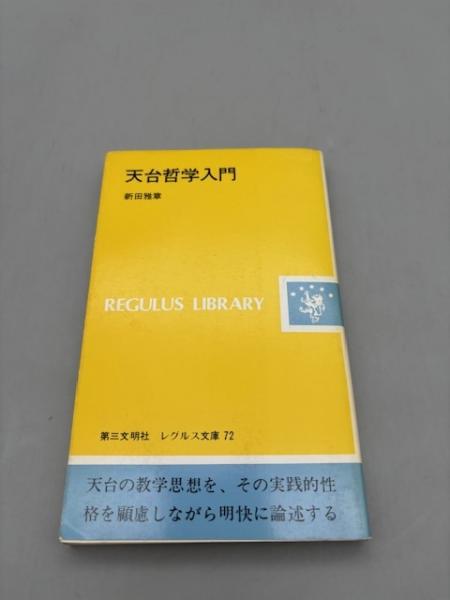 天台哲学入門
新田雅章
REGULUS LIBRARY
第三文明社 レグルス文庫 72
天台の教学思想を、その実践的性
格を顧慮しながら明快に論述する